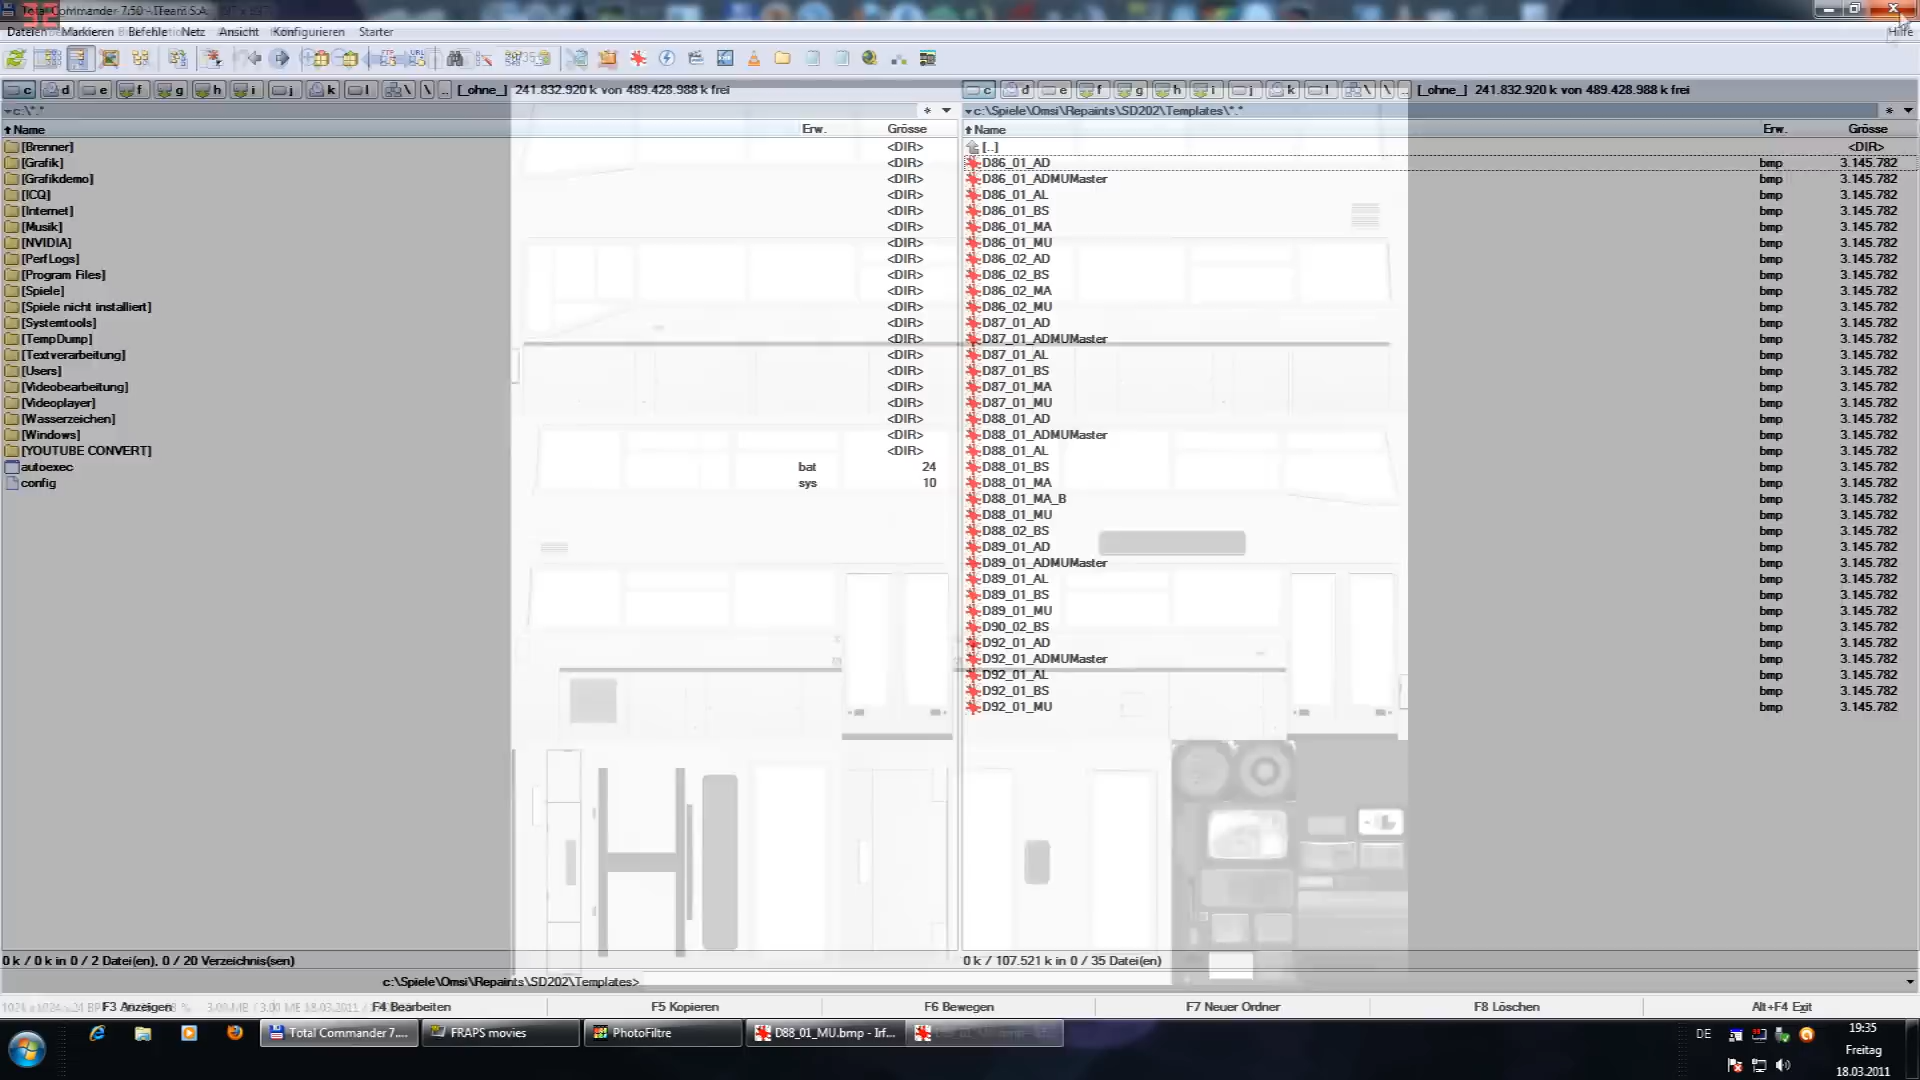 Total Commander 7.50 - ITeam S.A.
Dateien Markieren Befehle Netz Ansicht Konfigurieren Starter
Hilfe
c d e f g h i j k l \ \ .. [_ohne_] 241.832.920 k von 489.428.988 k frei
c d e f g h i j k l \ \ .. [_ohne_] 241.832.920 k von 489.428.988 k frei
c:\*.*
c:\Spiele\Omsi\Repaints\SD202\Templates\*.*
Name Erw. Grösse
[Brenner] <DIR>
[Grafik] <DIR>
[Grafikdemo] <DIR>
[ICQ] <DIR>
[Internet] <DIR>
[Musik] <DIR>
[NVIDIA] <DIR>
[PerfLogs] <DIR>
[Program Files] <DIR>
[Spiele] <DIR>
[Spiele nicht installiert] <DIR>
[Systemtools] <DIR>
[TempDump] <DIR>
[Textverarbeitung] <DIR>
[Users] <DIR>
[Videobearbeitung] <DIR>
[Videoplayer] <DIR>
[Wasserzeichen] <DIR>
[Windows] <DIR>
[YOUTUBE CONVERT] <DIR>
autoexec bat 24
config sys 10
Name Erw. Grösse
[..] <DIR>
D86_01_AD bmp 3.145.782
D86_01_ADMUMaster bmp 3.145.782
D86_01_AL bmp 3.145.782
D86_01_BS bmp 3.145.782
D86_01_MA bmp 3.145.782
D86_01_MU bmp 3.145.782
D86_02_AD bmp 3.145.782
D86_02_BS bmp 3.145.782
D86_02_MA bmp 3.145.782
D86_02_MU bmp 3.145.782
D87_01_AD bmp 3.145.782
D87_01_ADMUMaster bmp 3.145.782
D87_01_AL bmp 3.145.782
D87_01_BS bmp 3.145.782
D87_01_MA bmp 3.145.782
D87_01_MU bmp 3.145.782
D88_01_AD bmp 3.145.782
D88_01_ADMUMaster bmp 3.145.782
D88_01_AL bmp 3.145.782
D88_01_BS bmp 3.145.782
D88_01_MA bmp 3.145.782
D88_01_MA_B bmp 3.145.782
D88_01_MU bmp 3.145.782
D88_02_BS bmp 3.145.782
D89_01_AD bmp 3.145.782
D89_01_ADMUMaster bmp 3.145.782
D89_01_AL bmp 3.145.782
D89_01_BS bmp 3.145.782
D89_01_MU bmp 3.145.782
D90_02_BS bmp 3.145.782
D92_01_AD bmp 3.145.782
D92_01_ADMUMaster bmp 3.145.782
D92_01_AL bmp 3.145.782
D92_01_BS bmp 3.145.782
D92_01_MU bmp 3.145.782
0 k / 0 k in 0 / 2 Datei(en), 0 / 20 Verzeichnis(sen)
0 k / 107.521 k in 0 / 35 Datei(en)
c:\Spiele\Omsi\Repaints\SD202\Templates>
F3 Anzeigen F4 Bearbeiten F5 Kopieren F6 Bewegen F7 Neuer Ordner F8 Löschen Alt+F4 Exit
Total Commander 7.... FRAPS movies PhotoFiltre D88_01_MU.bmp - Irf...
DE
19:35
Freitag
18.03.2011